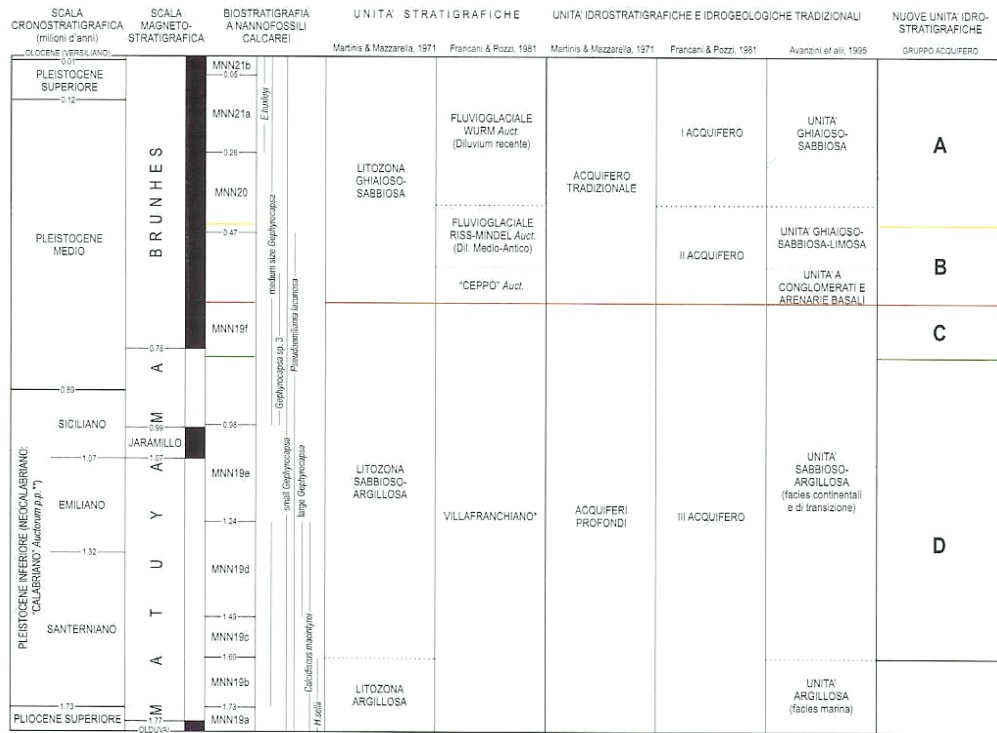 SCALA
CRONOSTRATIGRAFICA
(milioni d'anni)
SCALA
MAGNETO-
STRATIGRAFICA
BIOSTRATIGRAFIA
A NANNOFOSSILI
CALCAREI
UNITA' STRATIGRAFICHE
UNITA' IDROSTRATIGRAFICHE E IDROGEOLOGICHE TRADIZIONALI
NUOVE UNITA' IDRO-
STRATIGRAFICHE
Martinis & Mazzarella, 1971
Francani & Pozzi, 1981
Martinis & Mazzarella, 1971
Francani & Pozzi, 1981
Avanzini et alii, 1995
GRUPPO ACQUIFERO
OLOCENE (VERSILIANO)
0.01
PLEISTOCENE
SUPERIORE
0.12
PLEISTOCENE
MEDIO
0.89
PLEISTOCENE INFERIORE (NEOCALABRIANO:
"CALABRIANO" Auctorum p.p.**)
SICILIANO
1.07
EMILIANO
1.32
SANTERNIANO
1.73
PLIOCENE SUPERIORE
BRUNHES
0.78
MATUYAMA
0.99
JARAMILLO
1.07
1.77
OLDUVAI
MNN21b
0.05
MNN21a
0.26
MNN20
0.47
MNN19f
0.98
MNN19e
1.24
MNN19d
1.49
MNN19c
1.60
MNN19b
1.73
MNN19a
E.huxleyi
medium size Gephyrocapsa
Gephyrocapsa sp. 3
Pseudoemiliania lacunosa
small Gephyrocapsa
large Gephyrocapsa
Calcidiscus macintyrei
H.sellii
LITOZONA
GHIAIOSO-
SABBIOSA
LITOZONA
SABBIOSO-
ARGILLOSA
LITOZONA
ARGILLOSA
FLUVIOGLACIALE
WURM Auct.
(Diluvium recente)
FLUVIOGLACIALE
RISS-MINDEL Auct.
(Dil. Medio-Antico)
"CEPPO" Auct.
VILLAFRANCHIANO*
ACQUIFERO
TRADIZIONALE
ACQUIFERI
PROFONDI
I ACQUIFERO
II ACQUIFERO
III ACQUIFERO
UNITA'
GHIAIOSO-
SABBIOSA
UNITA' GHIAIOSO-
SABBIOSA-LIMOSA
UNITA' A
CONGLOMERATI E
ARENARIE BASALI
UNITA'
SABBIOSO-
ARGILLOSA
(facies continentali
e di transizione)
UNITA'
ARGILLOSA
(facies marina)
A
B
C
D